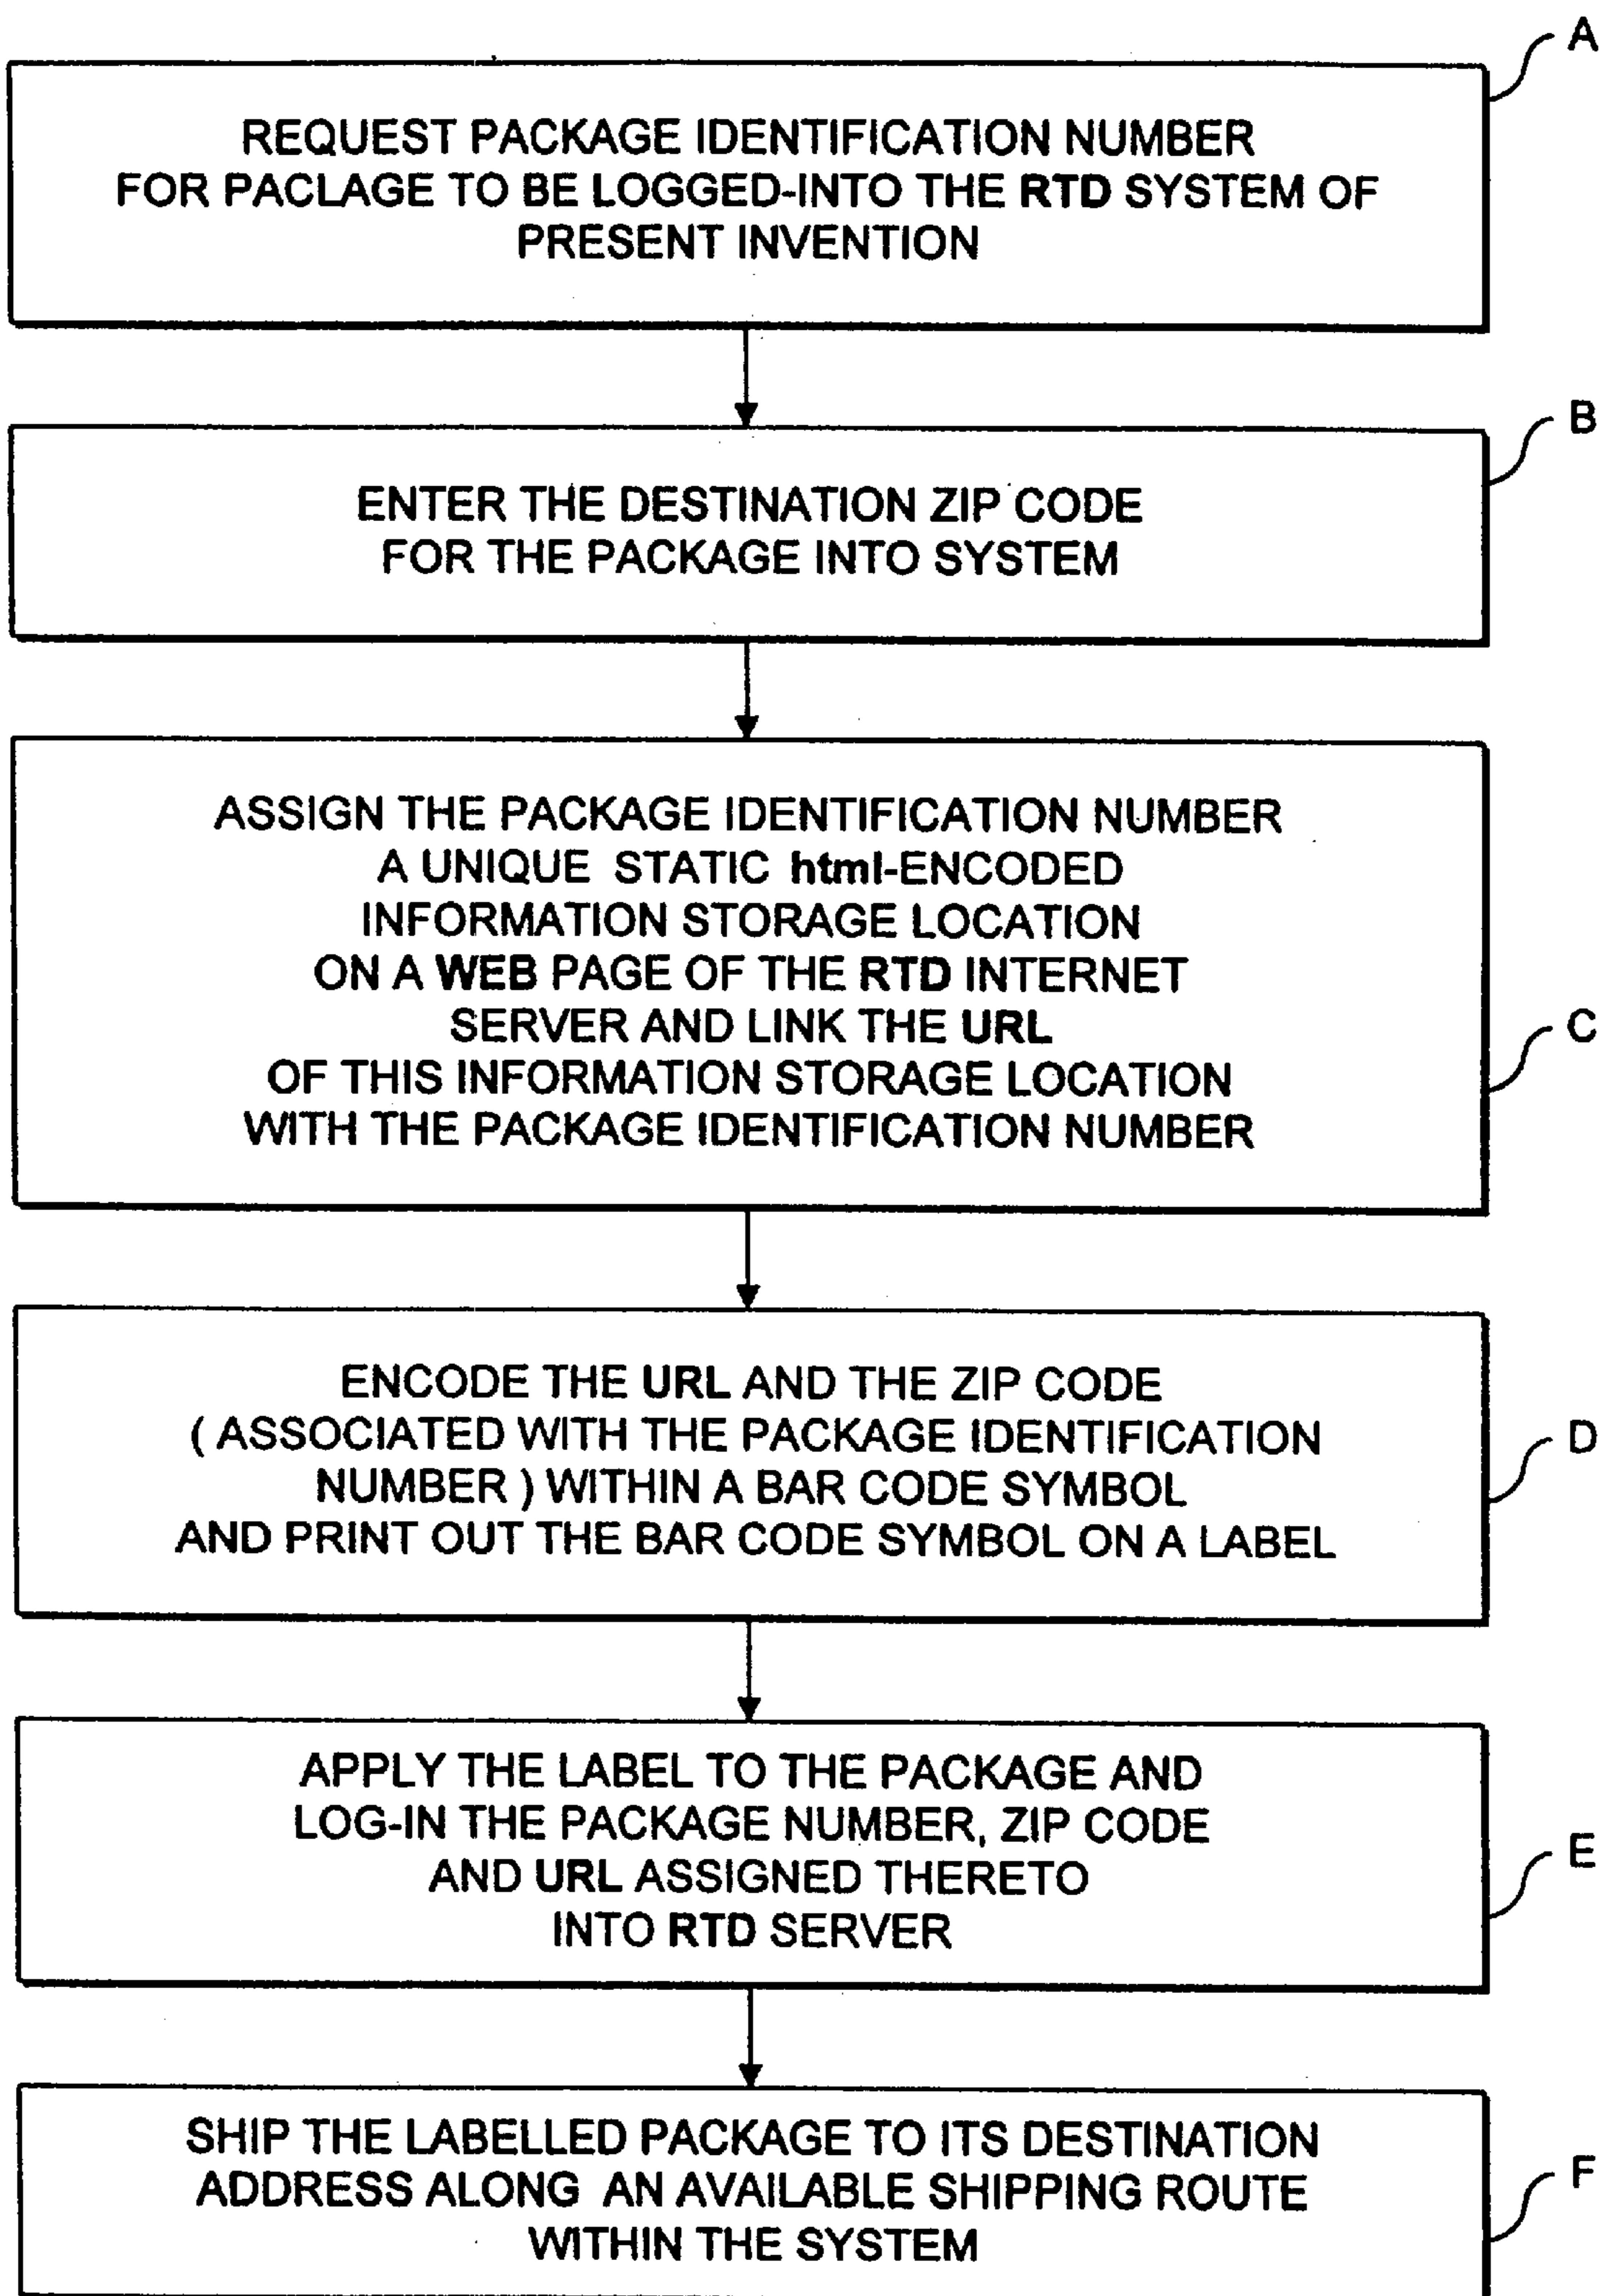 A
REQUEST PACKAGE IDENTIFICATION NUMBER
FOR PACLAGE TO BE LOGGED-INTO THE RTD SYSTEM OF
PRESENT INVENTION
B
ENTER THE DESTINATION ZIP CODE
FOR THE PACKAGE INTO SYSTEM
ASSIGN THE PACKAGE IDENTIFICATION NUMBER
A UNIQUE STATIC html-ENCODED
INFORMATION STORAGE LOCATION
ON A WEB PAGE OF THE RTD INTERNET
SERVER AND LINK THE URL
OF THIS INFORMATION STORAGE LOCATION
WITH THE PACKAGE IDENTIFICATION NUMBER
C
ENCODE THE URL AND THE ZIP CODE
( ASSOCIATED WITH THE PACKAGE IDENTIFICATION
NUMBER ) WITHIN A BAR CODE SYMBOL
AND PRINT OUT THE BAR CODE SYMBOL ON A LABEL
D
APPLY THE LABEL TO THE PACKAGE AND
LOG-IN THE PACKAGE NUMBER, ZIP CODE
AND URL ASSIGNED THERETO
INTO RTD SERVER
E
SHIP THE LABELLED PACKAGE TO ITS DESTINATION
ADDRESS ALONG AN AVAILABLE SHIPPING ROUTE
WITHIN THE SYSTEM
F